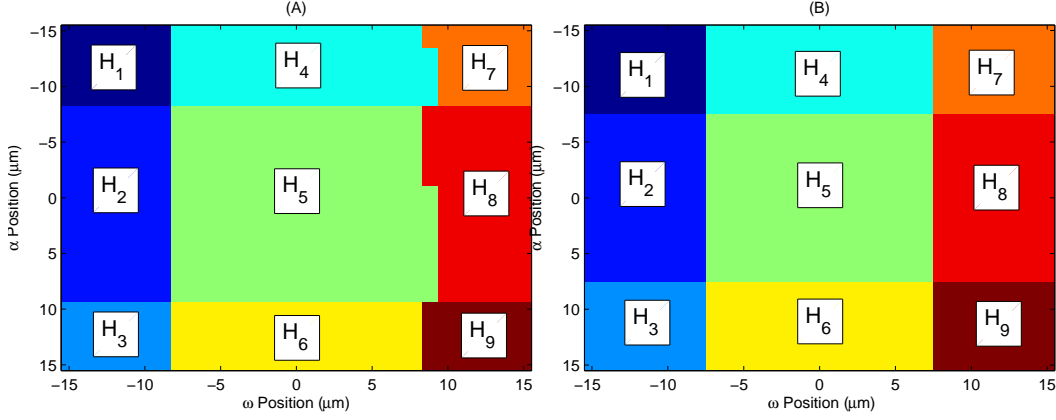 (A)
−15
−10
−5
0
5
10
15
α Position (μm)
H₁
H₄
H₇
H₂
H₅
H₈
H₃
H₆
H₉
−15
−10
−5
0
5
10
15
ω Position (μm)
(B)
−15
−10
−5
0
5
10
15
α Position (μm)
H₁
H₄
H₇
H₂
H₅
H₈
H₃
H₆
H₉
−15
−10
−5
0
5
10
15
ω Position (μm)